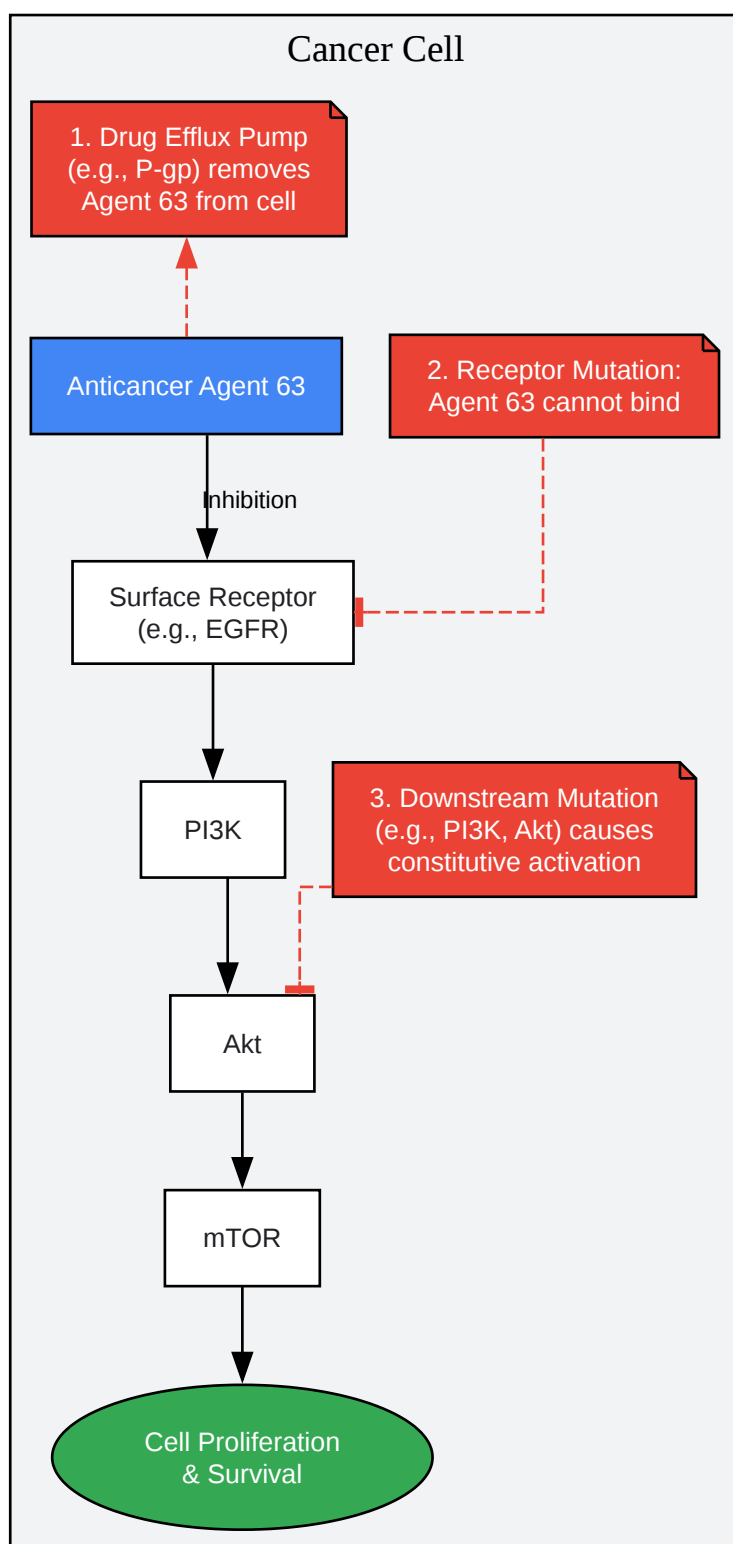 Cancer Cell
1. Drug Efflux Pump
(e.g., P-gp) removes
Agent 63 from cell
Anticancer Agent 63
2. Receptor Mutation:
Agent 63 cannot bind
Inhibition
Surface Receptor
(e.g., EGFR)
PI3K
3. Downstream Mutation
(e.g., PI3K, Akt) causes
constitutive activation
Akt
mTOR
Cell Proliferation
& Survival